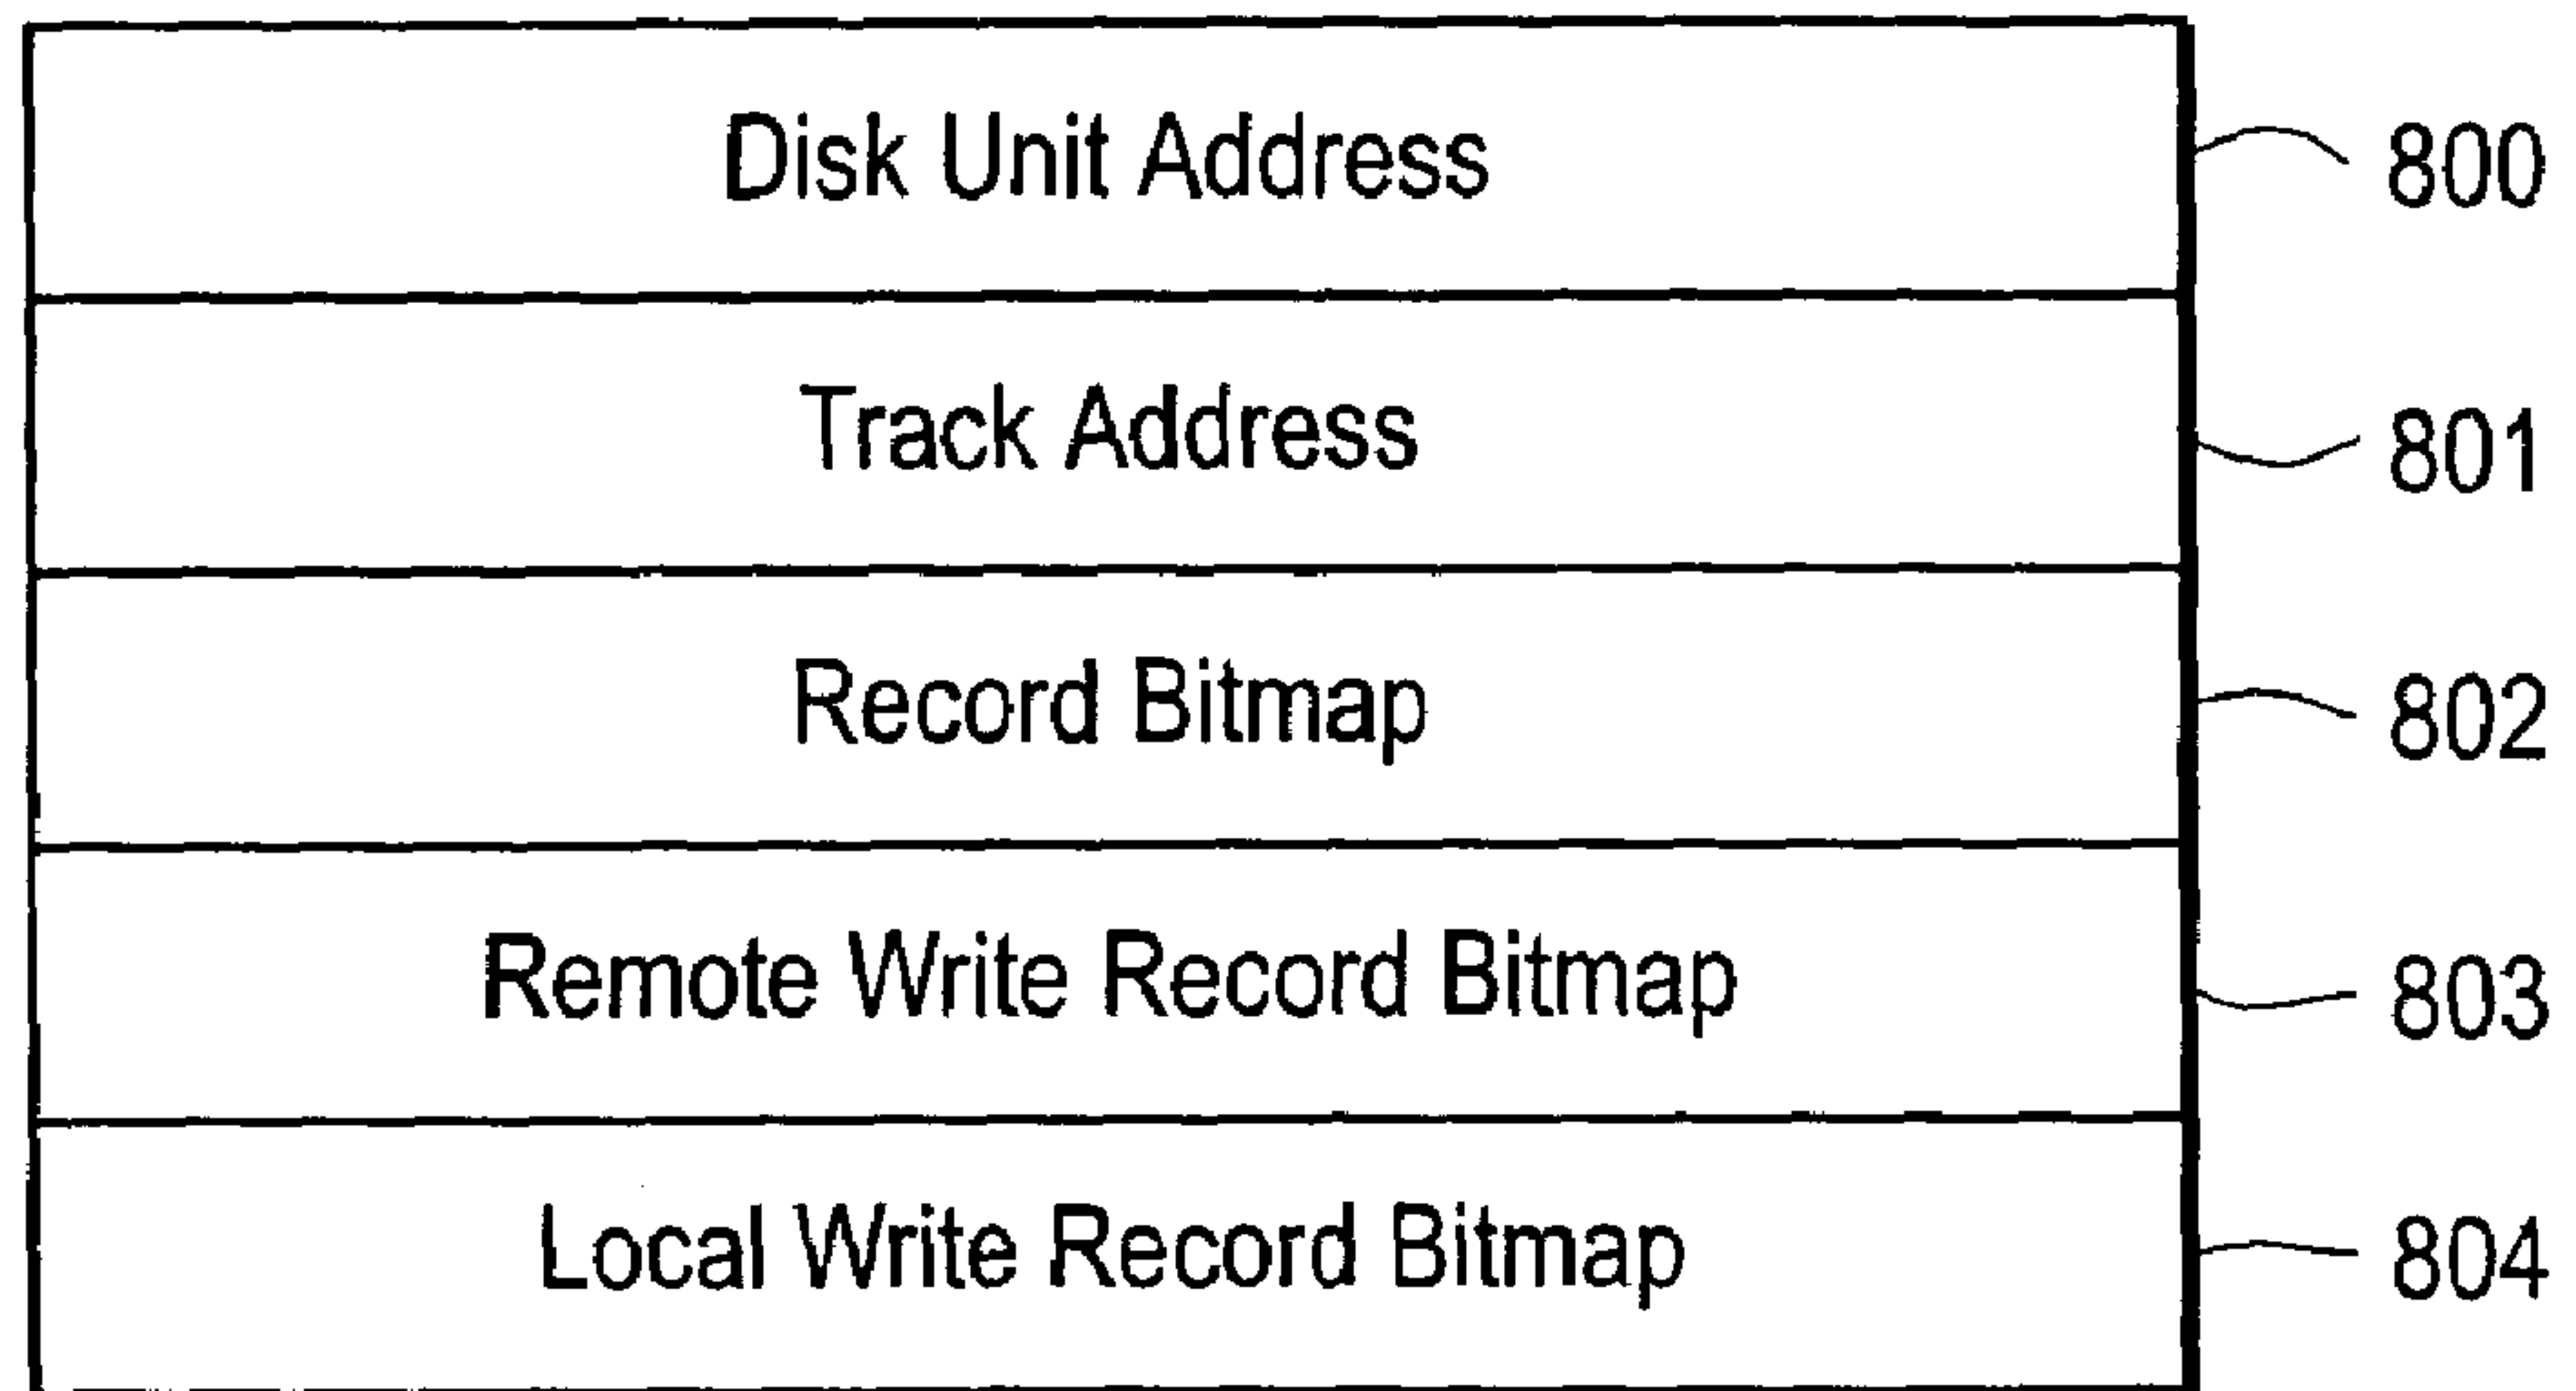 Disk Unit Address 800
Track Address 801
Record Bitmap 802
Remote Write Record Bitmap 803
Local Write Record Bitmap 804